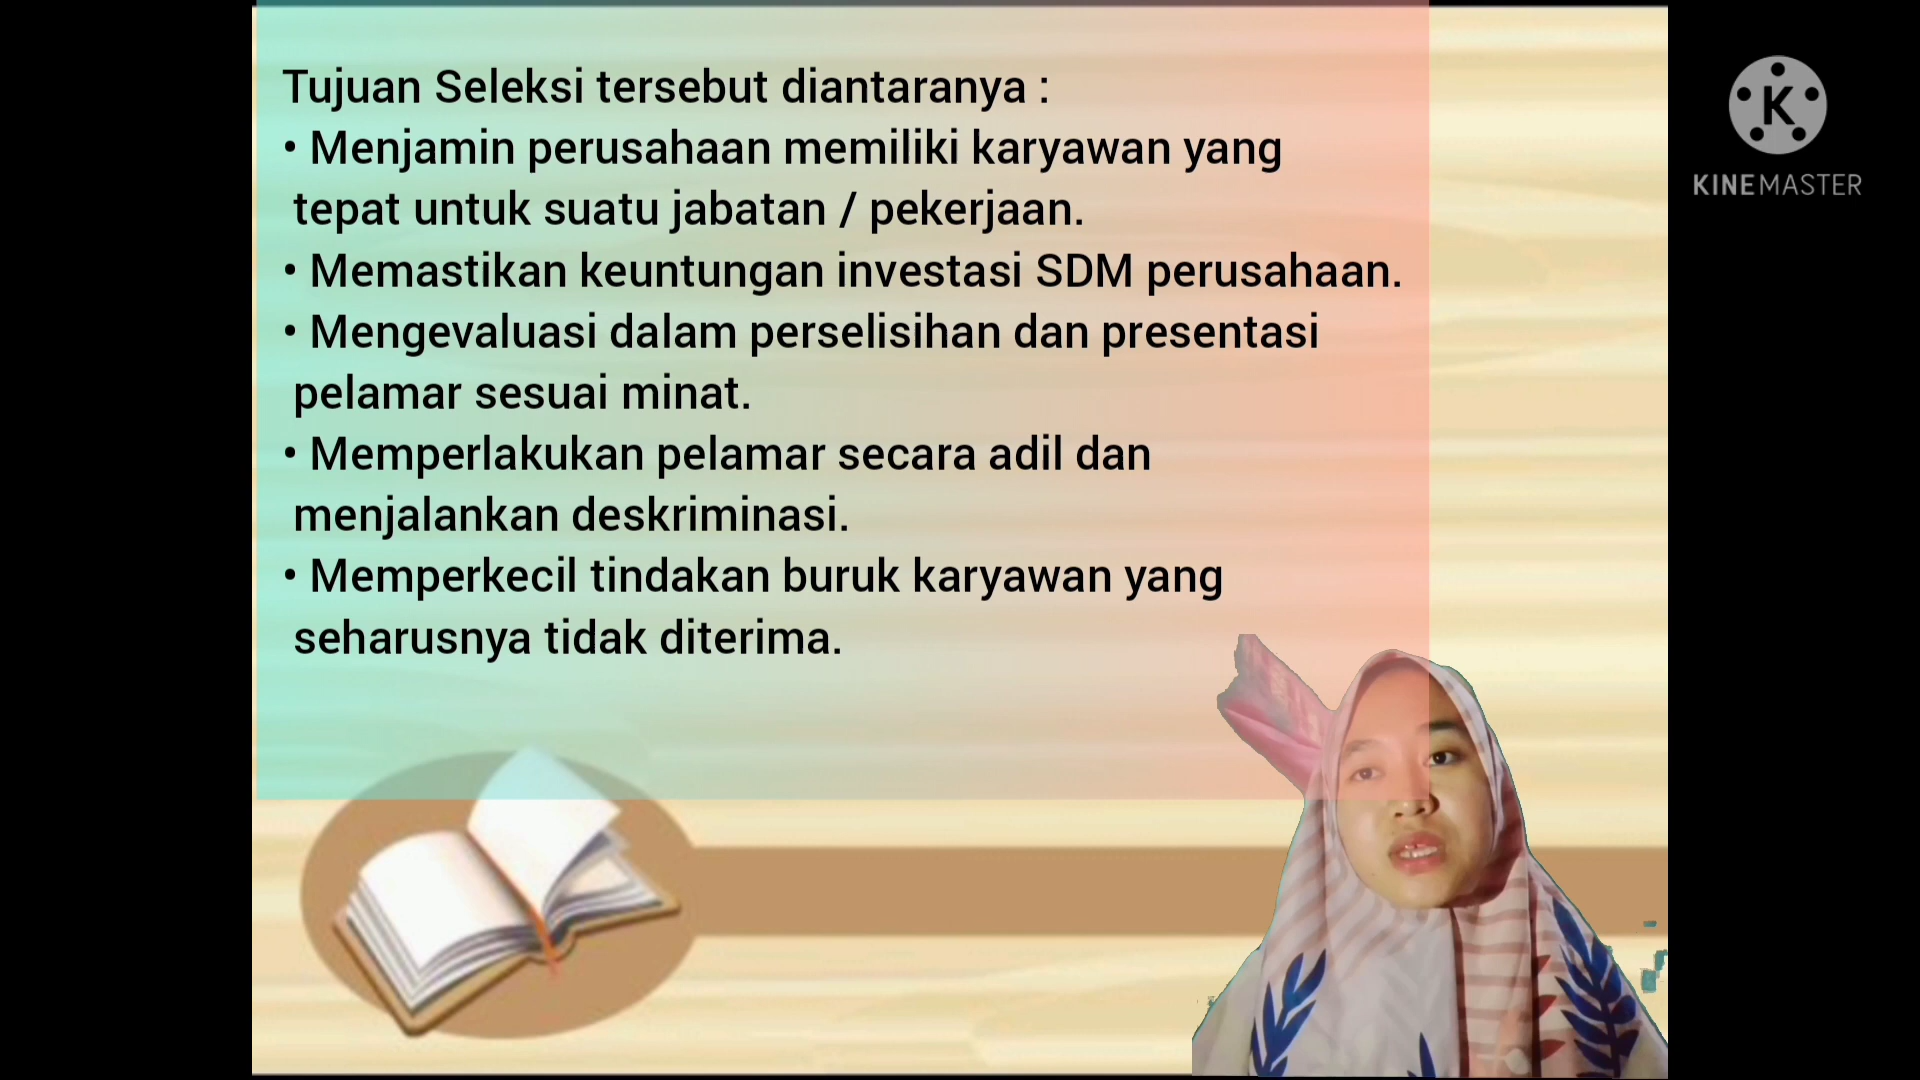 Tujuan Seleksi tersebut diantaranya :
• Menjamin perusahaan memiliki karyawan yang
tepat untuk suatu jabatan / pekerjaan.
• Memastikan keuntungan investasi SDM perusahaan.
• Mengevaluasi dalam perselisihan dan presentasi
pelamar sesuai minat.
• Memperlakukan pelamar secara adil dan
menjalankan deskriminasi.
• Memperkecil tindakan buruk karyawan yang
seharusnya tidak diterima.
K
KINEMASTER